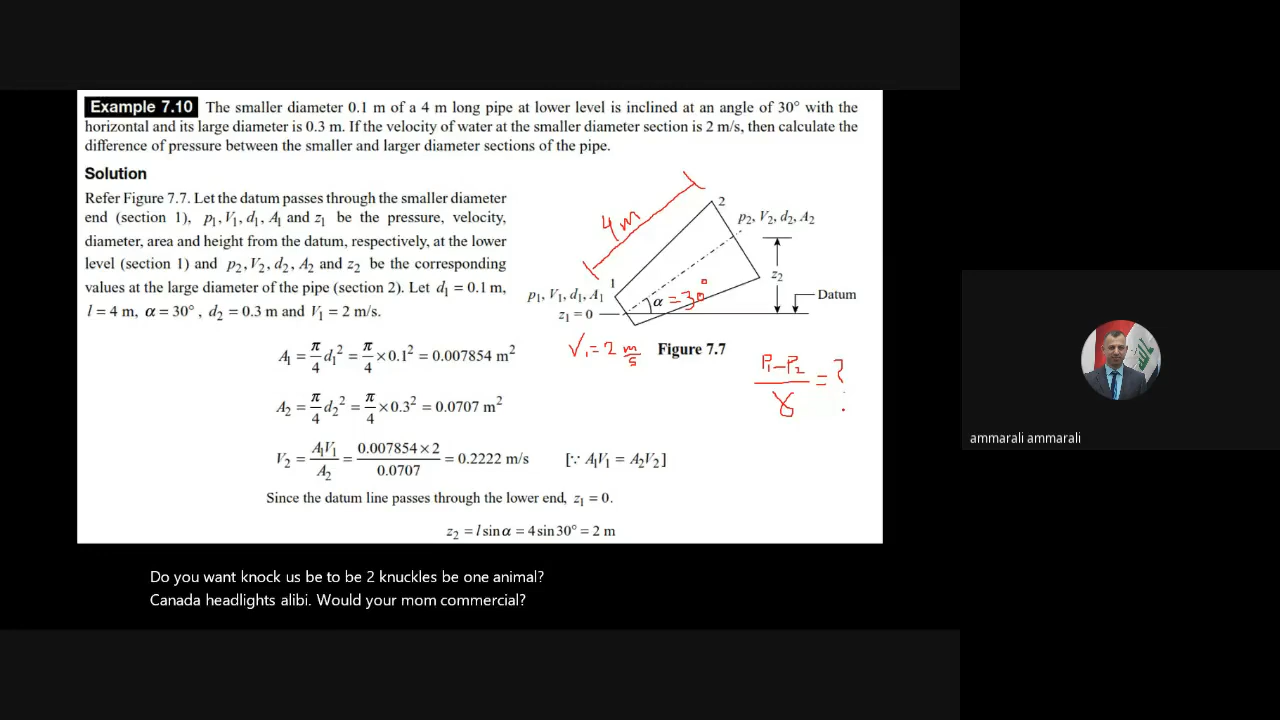 Example 7.10 The smaller diameter 0.1 m of a 4 m long pipe at lower level is inclined at an angle of 30° with the
horizontal and its large diameter is 0.3 m. If the velocity of water at the smaller diameter section is 2 m/s, then calculate the
difference of pressure between the smaller and larger diameter sections of the pipe.
Solution
Refer Figure 7.7. Let the datum passes through the smaller diameter
end (section 1), p₁, V₁, d₁, A₁ and z₁ be the pressure, velocity,
diameter, area and height from the datum, respectively, at the lower
level (section 1) and p₂, V₂, d₂, A₂ and z₂ be the corresponding
values at the large diameter of the pipe (section 2). Let d₁ = 0.1 m,
l = 4 m, α = 30°, d₂ = 0.3 m and V₁ = 2 m/s.
4 m
2
p₂, V₂, d₂, A₂
z₂
1
p₁, V₁, d₁, A₁
z₁ = 0
α = 30°
Datum
V₁ = 2 m/s
Figure 7.7
P₁ - P₂ / γ = ?
A₁ = π/4 d₁² = π/4 × 0.1² = 0.007854 m²
A₂ = π/4 d₂² = π/4 × 0.3² = 0.0707 m²
V₂ = A₁V₁/A₂ = 0.007854 × 2/0.0707 = 0.2222 m/s [∵ A₁V₁ = A₂V₂]
Since the datum line passes through the lower end, z₁ = 0.
z₂ = l sin α = 4 sin 30° = 2 m
Do you want knock us be to be 2 knuckles be one animal?
Canada headlights alibi. Would your mom commercial?
ammarali ammarali